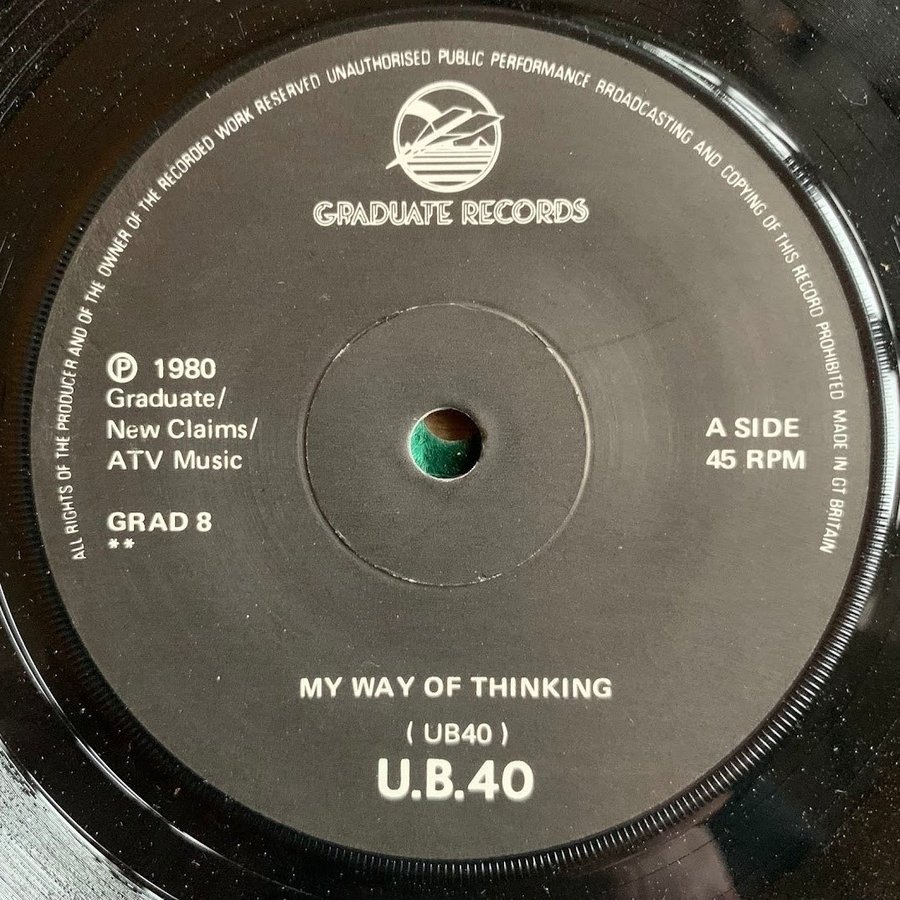 ALL RIGHTS OF THE PRODUCER AND OF THE OWNER OF THE RECORDED WORK RESERVED UNAUTHORISED PUBLIC PERFORMANCE BROADCASTING AND COPYING OF THIS RECORD PROHIBITED MADE IN GT BRITAIN
GRADUATE RECORDS
Ⓟ 1980
Graduate/
New Claims/
ATV Music
GRAD 8
**
A SIDE
45 RPM
MY WAY OF THINKING
( UB40 )
U.B.40